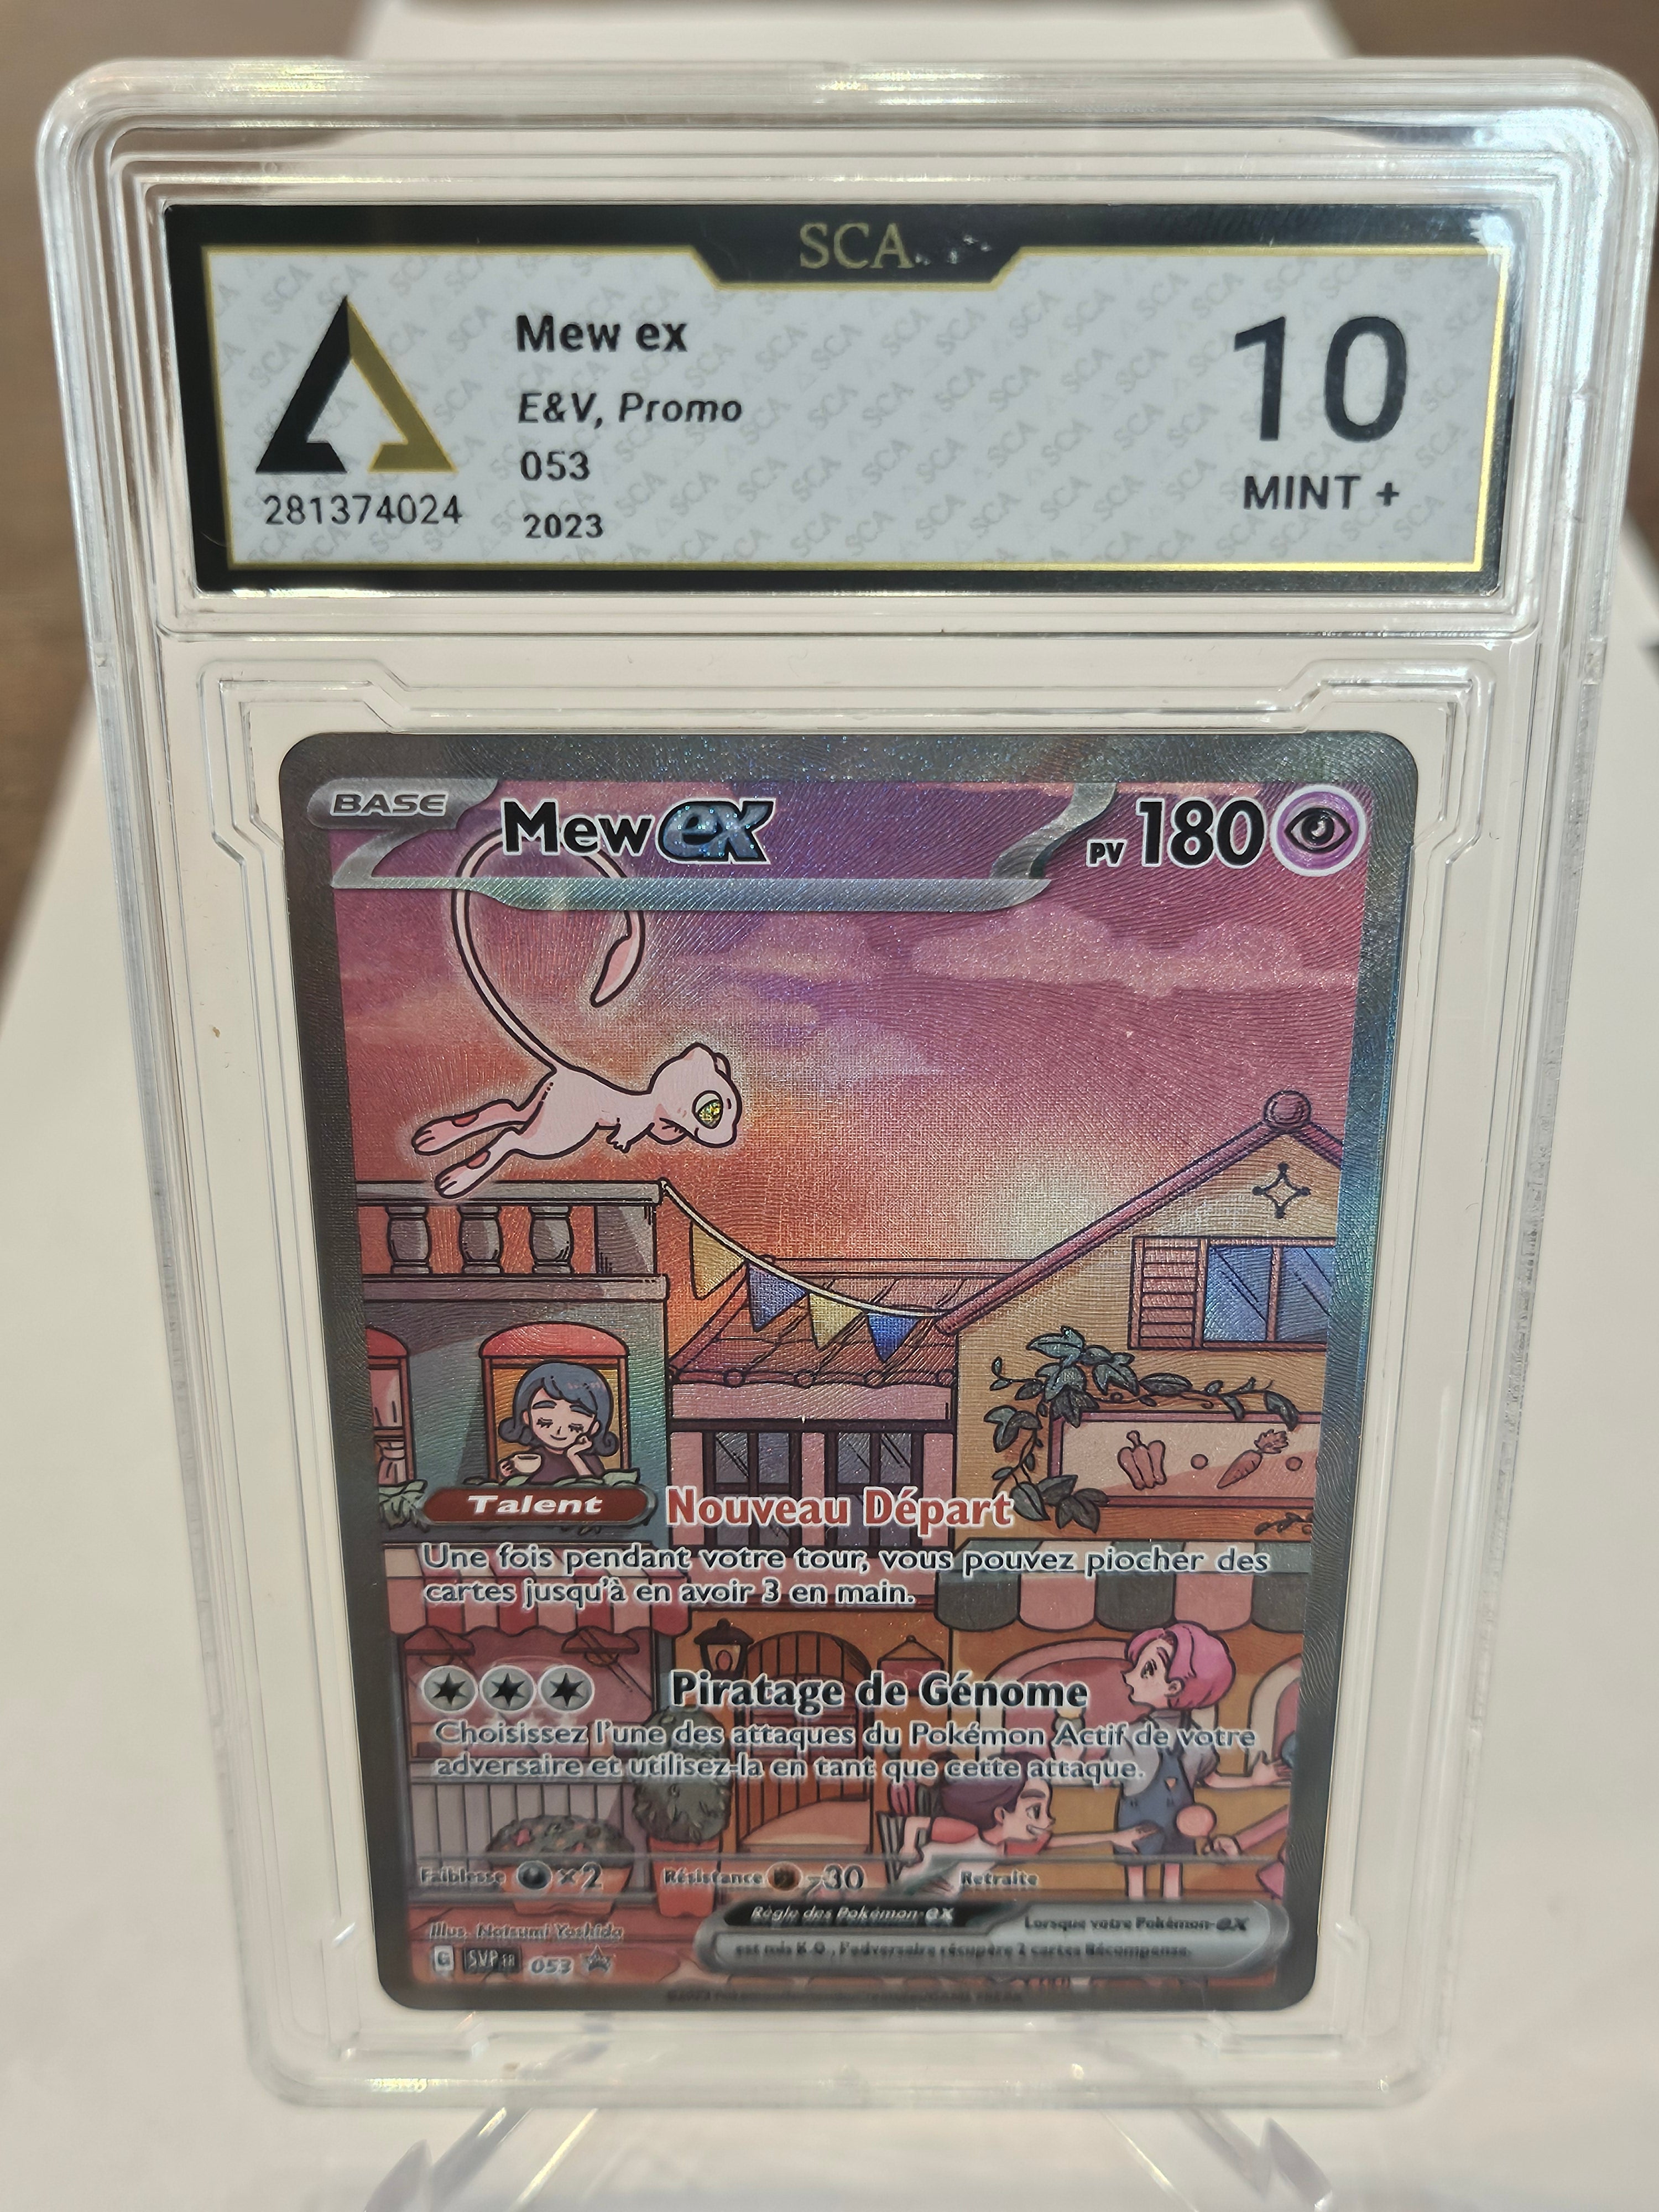 SCA
Mew ex
E&V, Promo
053
2023
281374024
10
MINT +
BASE
Mew ex
PV 180
Talent Nouveau Départ
Une fois pendant votre tour, vous pouvez piocher des
cartes jusqu'à en avoir 3 en main.
Piratage de Génome
Choisissez l'une des attaques du Pokémon Actif de votre
adversaire et utilisez-la en tant que cette attaque.
Faiblesse ×2 Résistance -30 Retraite
Illus. Natsumi Yoshida
Règle des Pokémon-ex Lorsque votre Pokémon-ex
est mis K.O., l'adversaire récupère 2 cartes Récompense.
G SVP FR 053